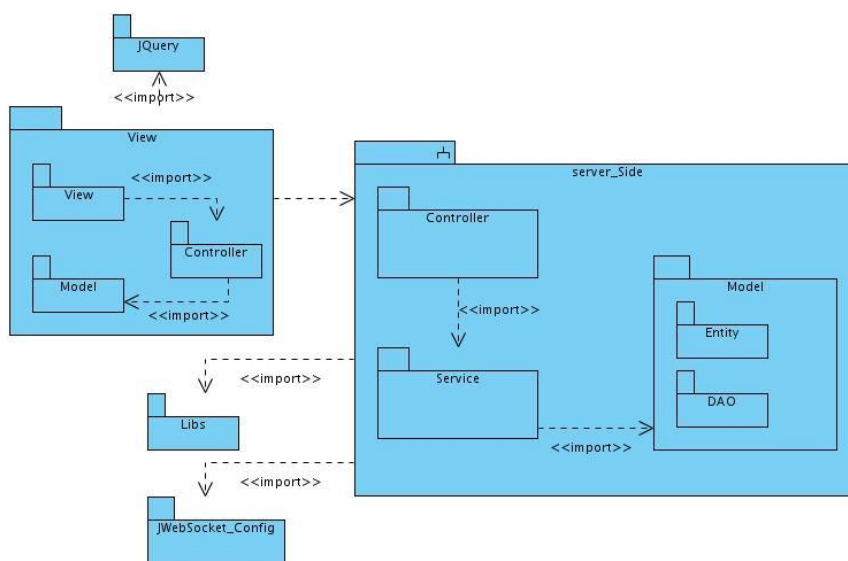 JQuery
<<import>>
View
<<import>>
View
Controller
Model
<<import>>
server_Side
Controller
<<import>>
Service
Model
Entity
DAO
<<import>>
<<import>>
Libs
<<import>>
JWebSocket_Config